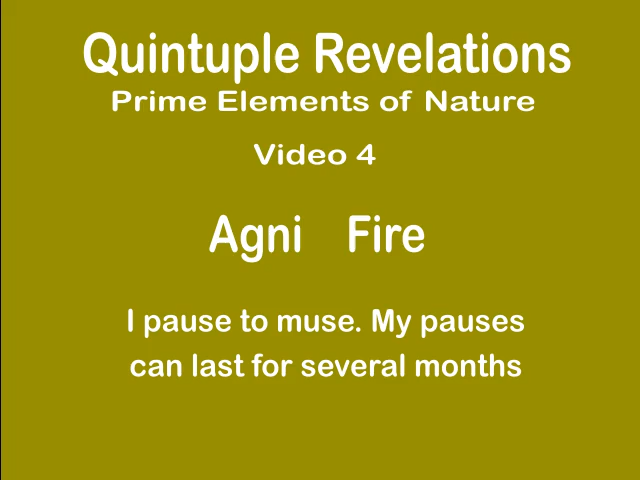 Quintuple Revelations
Prime Elements of Nature
Video 4
Agni Fire
I pause to muse. My pauses
can last for several months